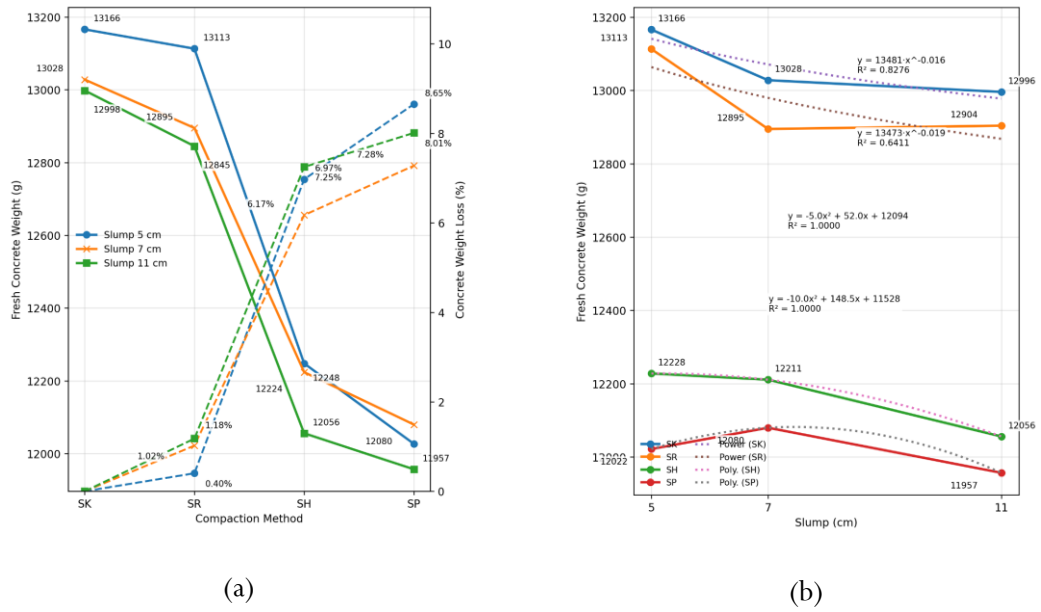 13200
13000
12800
12600
12400
12200
12000
Fresh Concrete Weight (g)
13166
13113
13028
12998
12895
12845
8.65%
8.01%
7.28%
6.97%
7.25%
6.17%
Slump 5 cm
Slump 7 cm
Slump 11 cm
12248
12224
12056
12080
11957
1.18%
1.02%
0.40%
10
8
6
4
2
0
Concrete Weight Loss (%)
SK SR SH SP
Compaction Method
(a)
13200
13000
12800
12600
12400
12200
12000
Fresh Concrete Weight (g)
13166
13113
13028
12996
y = 13481·x^-0.016
R² = 0.8276
12895
12904
y = 13473·x^-0.019
R² = 0.6411
y = -5.0x² + 52.0x + 12094
R² = 1.0000
y = -10.0x² + 148.5x + 11528
R² = 1.0000
12228
12211
12056
12080
12022
11957
SK
SR
SH
SP
Power (SK)
Power (SR)
Poly. (SH)
Poly. (SP)
5 7 11
Slump (cm)
(b)